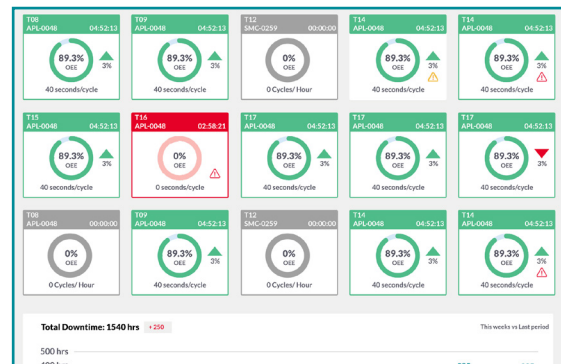 T08
APL-0048 04:52:13
89.3%
OEE
3%
40 seconds/cycle
T09
APL-0048 04:52:13
89.3%
OEE
3%
40 seconds/cycle
T12
SMC-0259 00:00:00
0%
OEE
0 Cycles/ Hour
T14
APL-0048 04:52:13
89.3%
OEE
3%
40 seconds/cycle
T14
APL-0048 04:52:13
89.3%
OEE
3%
40 seconds/cycle
T15
APL-0048 04:52:13
89.3%
OEE
3%
40 seconds/cycle
T16
APL-0048 02:58:21
0%
OEE
0 seconds/cycle
T17
APL-0048 04:52:13
89.3%
OEE
3%
40 seconds/cycle
T17
APL-0048 04:52:13
89.3%
OEE
3%
40 seconds/cycle
T17
APL-0048 04:52:13
89.3%
OEE
3%
40 seconds/cycle
T08
APL-0048 00:00:00
0%
OEE
0 Cycles/ Hour
T09
APL-0048 04:52:13
89.3%
OEE
3%
40 seconds/cycle
T12
SMC-0259 00:00:00
0%
OEE
0 Cycles/ Hour
T14
APL-0048 04:52:13
89.3%
OEE
3%
40 seconds/cycle
T14
APL-0048 04:52:13
89.3%
OEE
3%
40 seconds/cycle
Total Downtime: 1540 hrs +250 This weeks vs Last period
500 hrs